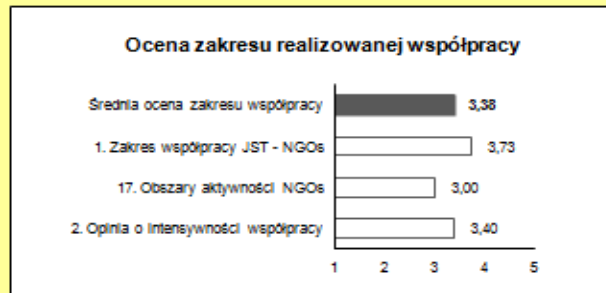 Ocena zakresu realizowanej współpracy
Średnia ocena zakresu współpracy 3,38
1. Zakres współpracy JST - NGOs 3,73
17. Obszary aktywności NGOs 3,00
2. Opinia o intensywności współpracy 3,40
1 2 3 4 5